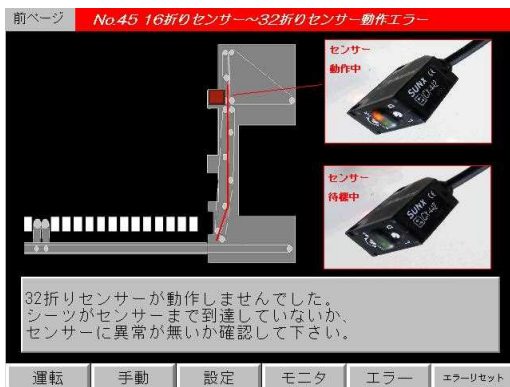 前ページ
No.45 16折りセンサー～32折りセンサー動作エラー
センサー
動作中
SUNX
CX-442
センサー
待機中
SUNX
CX-442
32折りセンサーが動作しませんでした。
シーツがセンサーまで到達していないか、
センサーに異常が無いか確認して下さい。
運転
手動
設定
モニタ
エラー
エラーリセット